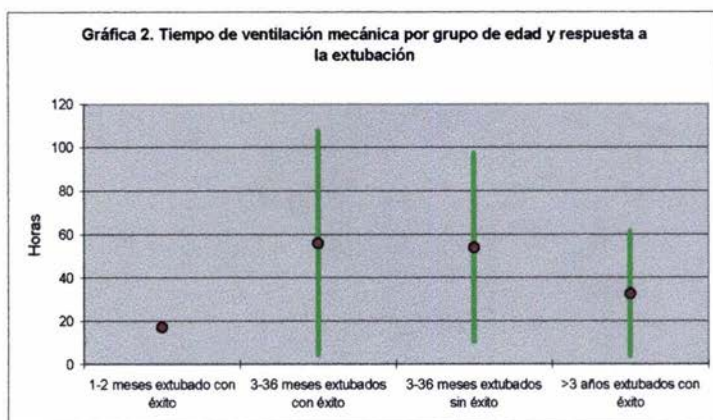 Gráfica 2. Tiempo de ventilación mecánica por grupo de edad y respuesta a
la extubación
120
100
80
60
40
20
0
Horas
1-2 meses extubado con
éxito
3-36 meses extubados
con éxito
3-36 meses extubados
sin éxito
>3 años extubados con
éxito